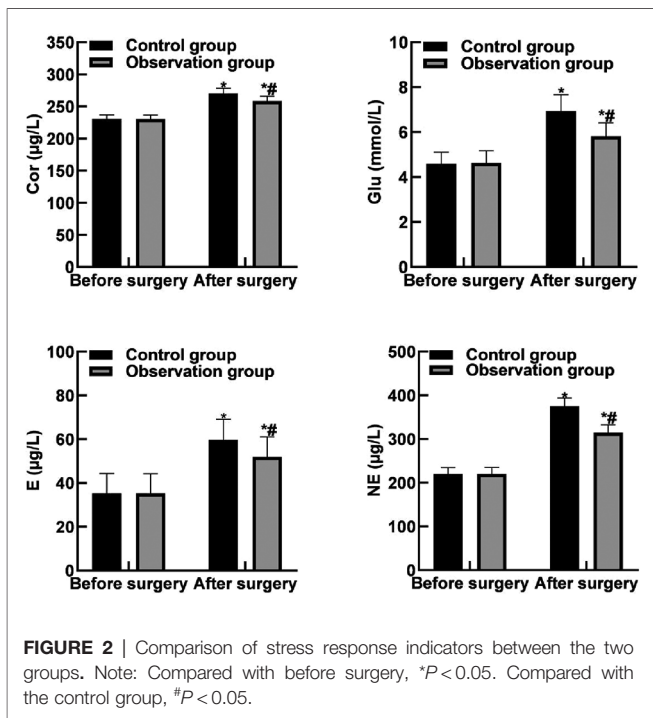 350
300
250
200
150
100
50
0
Cor (µg/L)
Control group
Observation group
*
*#
Before surgery After surgery
10
8
6
4
2
0
Glu (mmol/L)
Control group
Observation group
*
*#
Before surgery After surgery
100
80
60
40
20
0
E (µg/L)
Control group
Observation group
*
*#
Before surgery After surgery
500
400
300
200
100
0
NE (µg/L)
Control group
Observation group
*
*#
Before surgery After surgery
FIGURE 2 | Comparison of stress response indicators between the two
groups. Note: Compared with before surgery, *P < 0.05. Compared with
the control group, #P < 0.05.